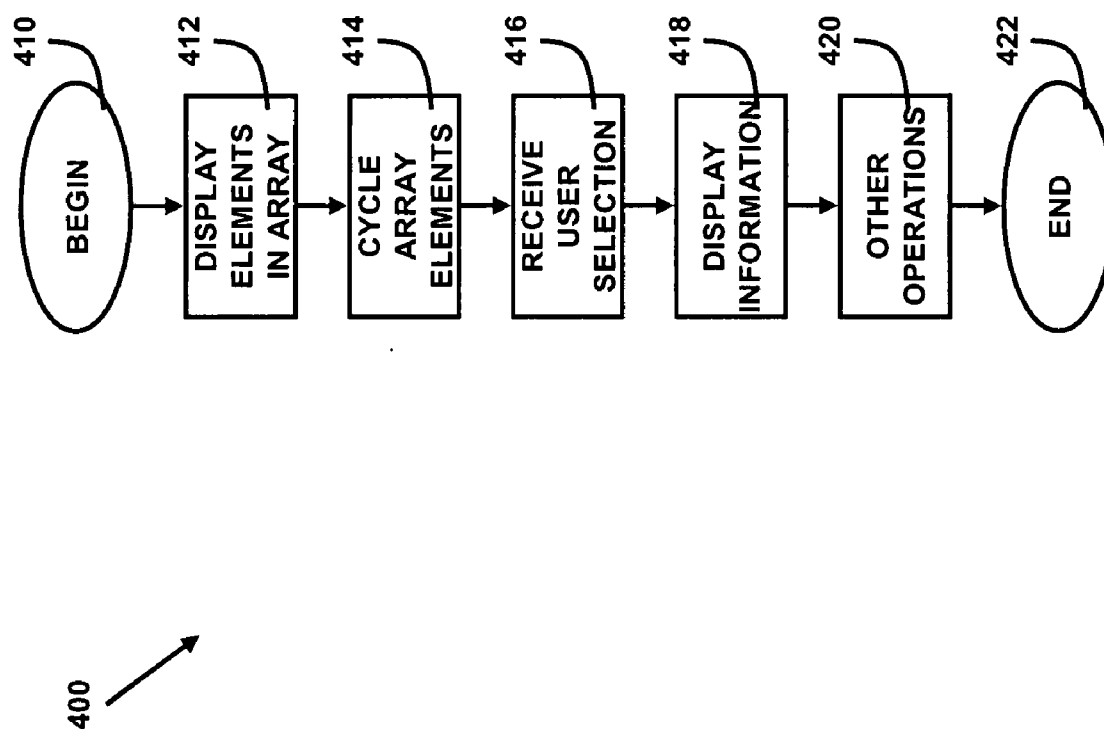 400
BEGIN
410
DISPLAY
ELEMENTS
IN ARRAY
412
CYCLE
ARRAY
ELEMENTS
414
RECEIVE
USER
SELECTION
416
DISPLAY
INFORMATION
418
OTHER
OPERATIONS
420
END
422